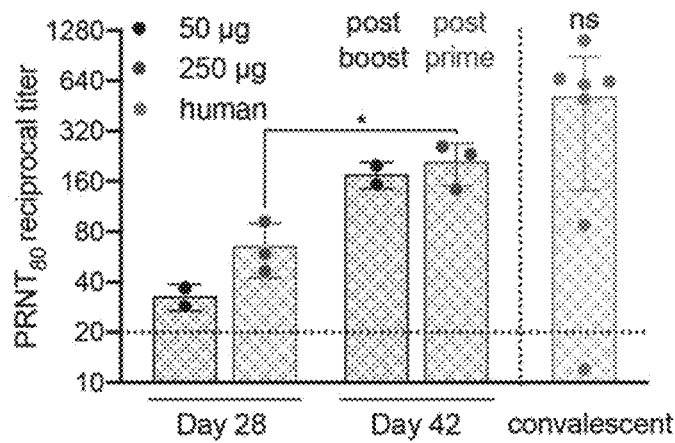 PRNT80 reciprocal titer
1280
640
320
160
80
40
20
10
50 µg
250 µg
human
post
boost
post
prime
ns
*
Day 28
Day 42
convalescent